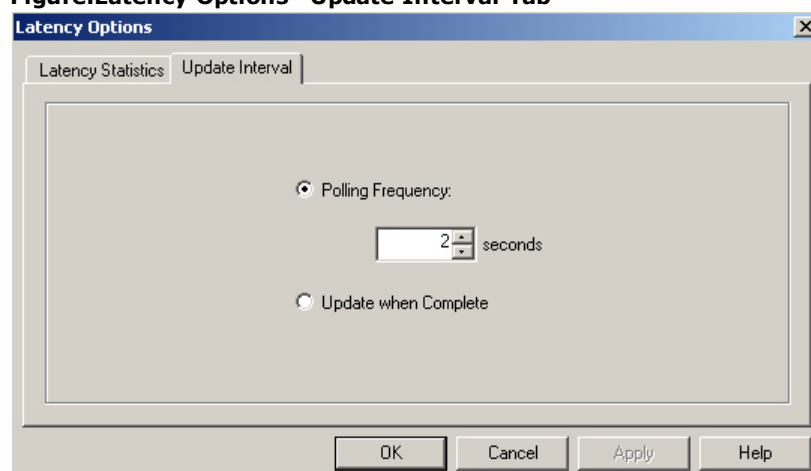 Figure:Latency Options - Update Interval Tab
Latency Options
Latency Statistics Update Interval
Polling Frequency:
2 seconds
Update when Complete
OK Cancel Apply Help